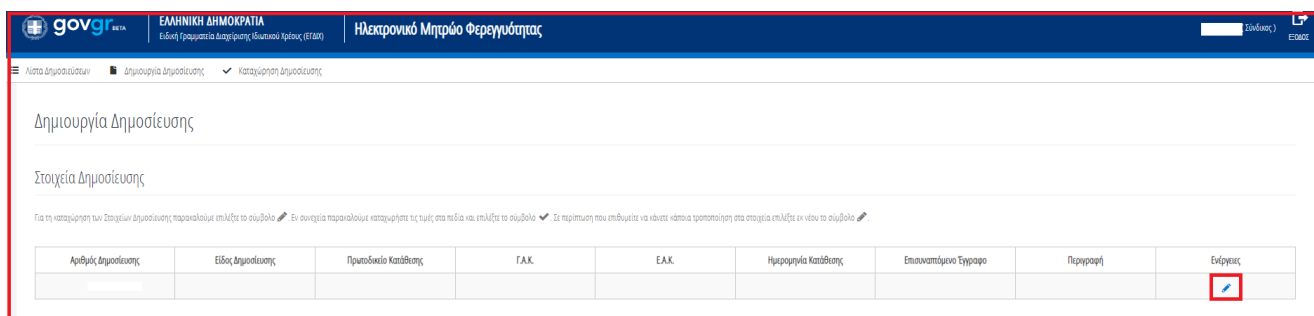 govgr BETA
ΕΛΛΗΝΙΚΗ ΔΗΜΟΚΡΑΤΙΑ
Ειδική Γραμματεία Διαχείρισης Ιδιωτικού Χρέους (ΕΓΔΙΧ)
Ηλεκτρονικό Μητρώο Φερεγγυότητας
Σύνδικος )
ΕΞΟΔΟΣ
Λίστα Δημοσιεύσεων Δημιουργία Δημοσίευσης Καταχώρηση Δημοσίευσης
Δημιουργία Δημοσίευσης
Στοιχεία Δημοσίευσης
Για τη καταχώρηση των Στοιχείων Δημοσίευσης παρακαλούμε επιλέξτε το σύμβολο . Εν συνεχεία παρακαλούμε καταχωρήστε τις τιμές στα πεδία και επιλέξτε το σύμβολο ✔. Σε περίπτωση που επιθυμείτε να κάνετε κάποια τροποποίηση στα στοιχεία επιλέξτε εκ νέου το σύμβολο .
Αριθμός Δημοσίευσης Είδος Δημοσίευσης Πρωτοδικείο Κατάθεσης Γ.Α.Κ. Ε.Α.Κ. Ημερομηνία Κατάθεσης Επισυναπτόμενο Έγγραφο Περιγραφή Ενέργειες